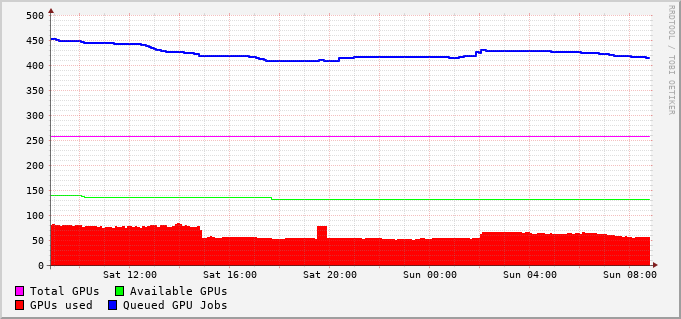 500
450
400
350
300
250
200
150
100
50
0
Sat 12:00 Sat 16:00 Sat 20:00 Sun 00:00 Sun 04:00 Sun 08:00
Total GPUs Available GPUs
GPUs used Queued GPU Jobs
RRDTOOL / TOBI OETIKER